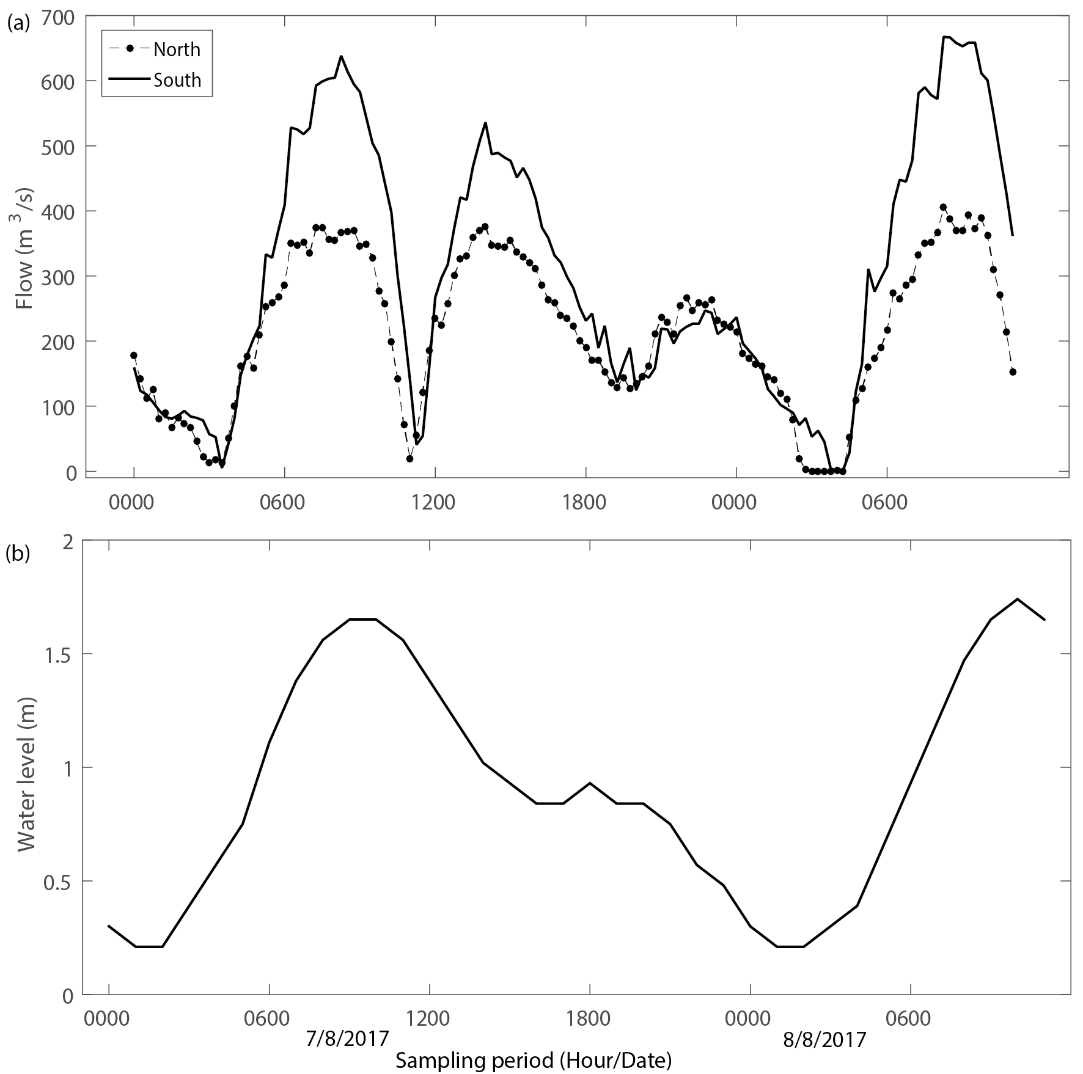 (a)
700
600
500
400
300
200
100
0
Flow (m 3/s)
North
South
0000 0600 1200 1800 0000 0600
(b)
2
1.5
1
0.5
0
Water level (m)
0000 0600 1200 1800 0000 0600
7/8/2017 8/8/2017
Sampling period (Hour/Date)